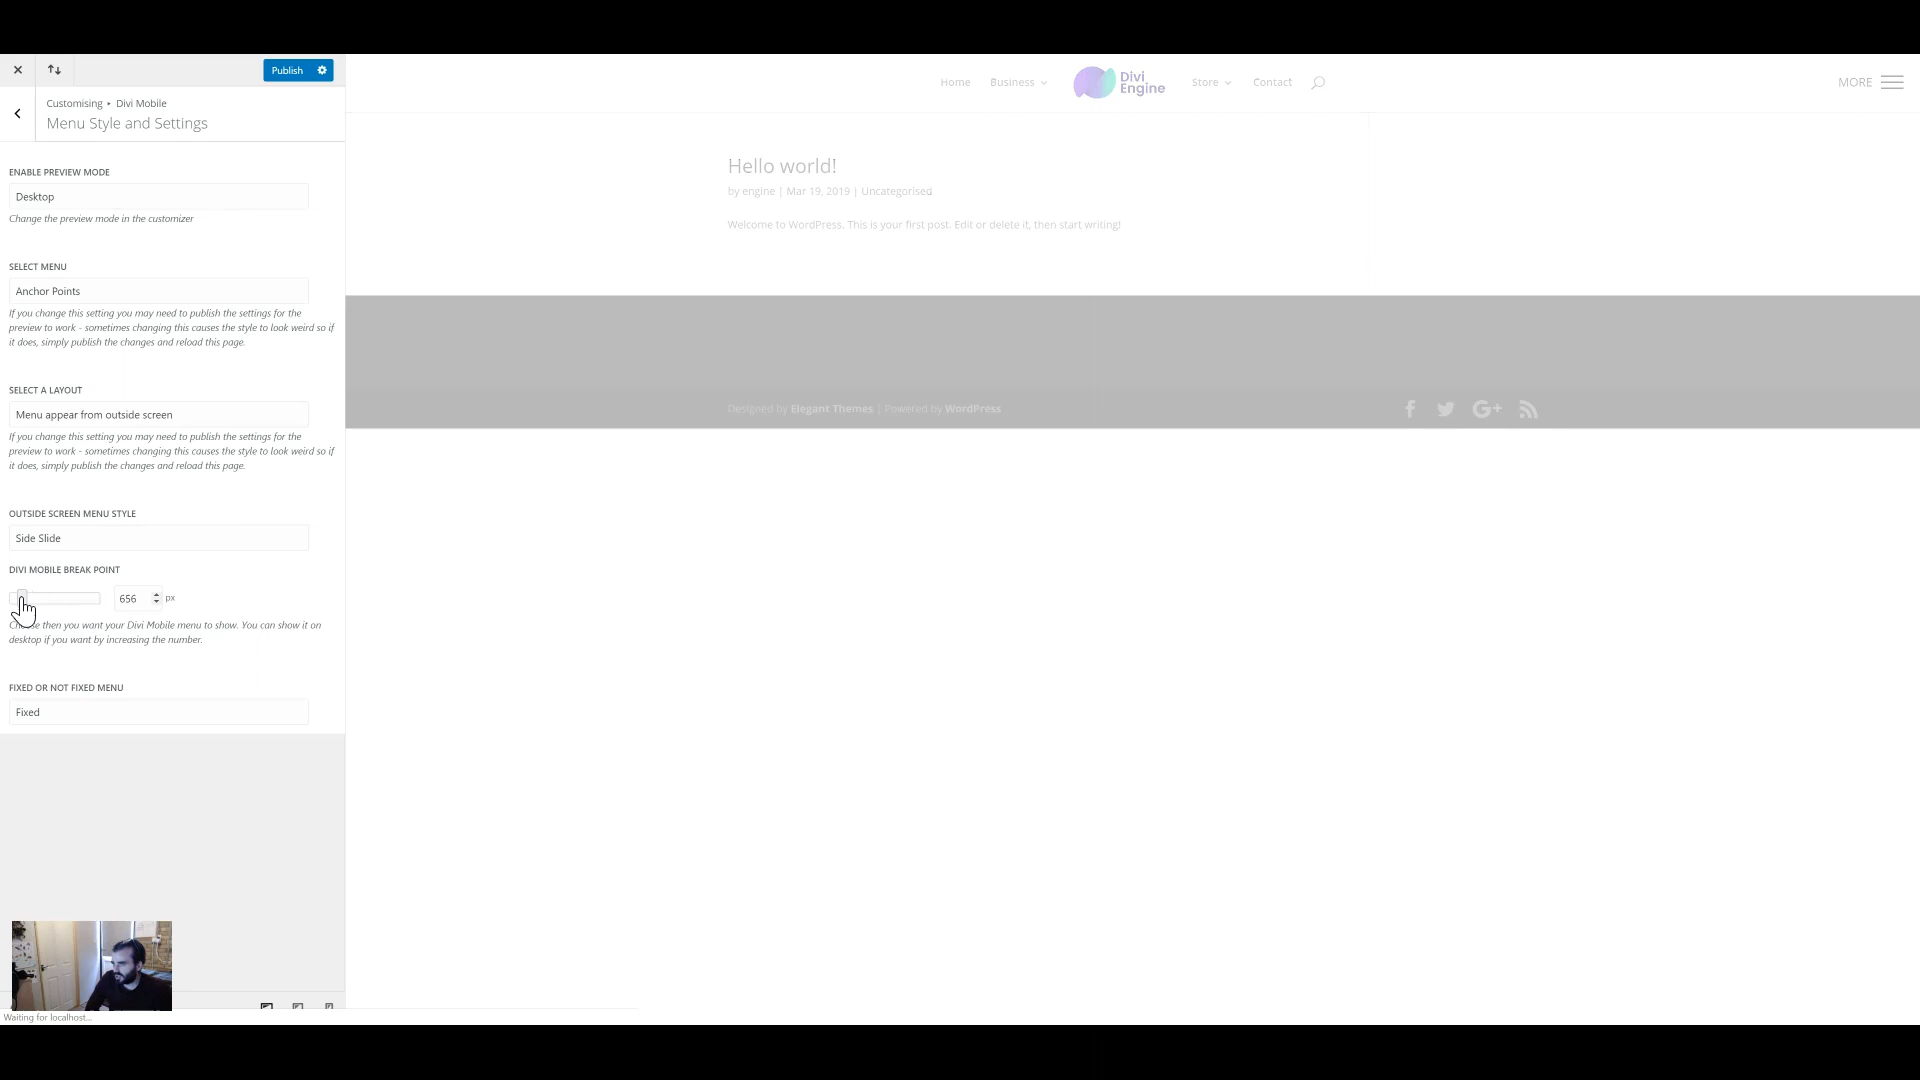 Publish
Customising • Divi Mobile
Menu Style and Settings
ENABLE PREVIEW MODE
Desktop
Change the preview mode in the customizer
SELECT MENU
Anchor Points
If you change this setting you may need to publish the settings for the
preview to work - sometimes changing this causes the style to look weird so if
it does, simply publish the changes and reload this page.
SELECT A LAYOUT
Menu appear from outside screen
If you change this setting you may need to publish the settings for the
preview to work - sometimes changing this causes the style to look weird so if
it does, simply publish the changes and reload this page.
OUTSIDE SCREEN MENU STYLE
Side Slide
DIVI MOBILE BREAK POINT
656 px
then you want your Divi Mobile menu to show. You can show it on
desktop if you want by increasing the number.
FIXED OR NOT FIXED MENU
Fixed
Waiting for localhost...
Home Business Divi Engine Store Contact MORE
Hello world!
by engine | Mar 19, 2019 | Uncategorised
Welcome to WordPress. This is your first post. Edit or delete it, then start writing!
Designed by Elegant Themes | Powered by WordPress